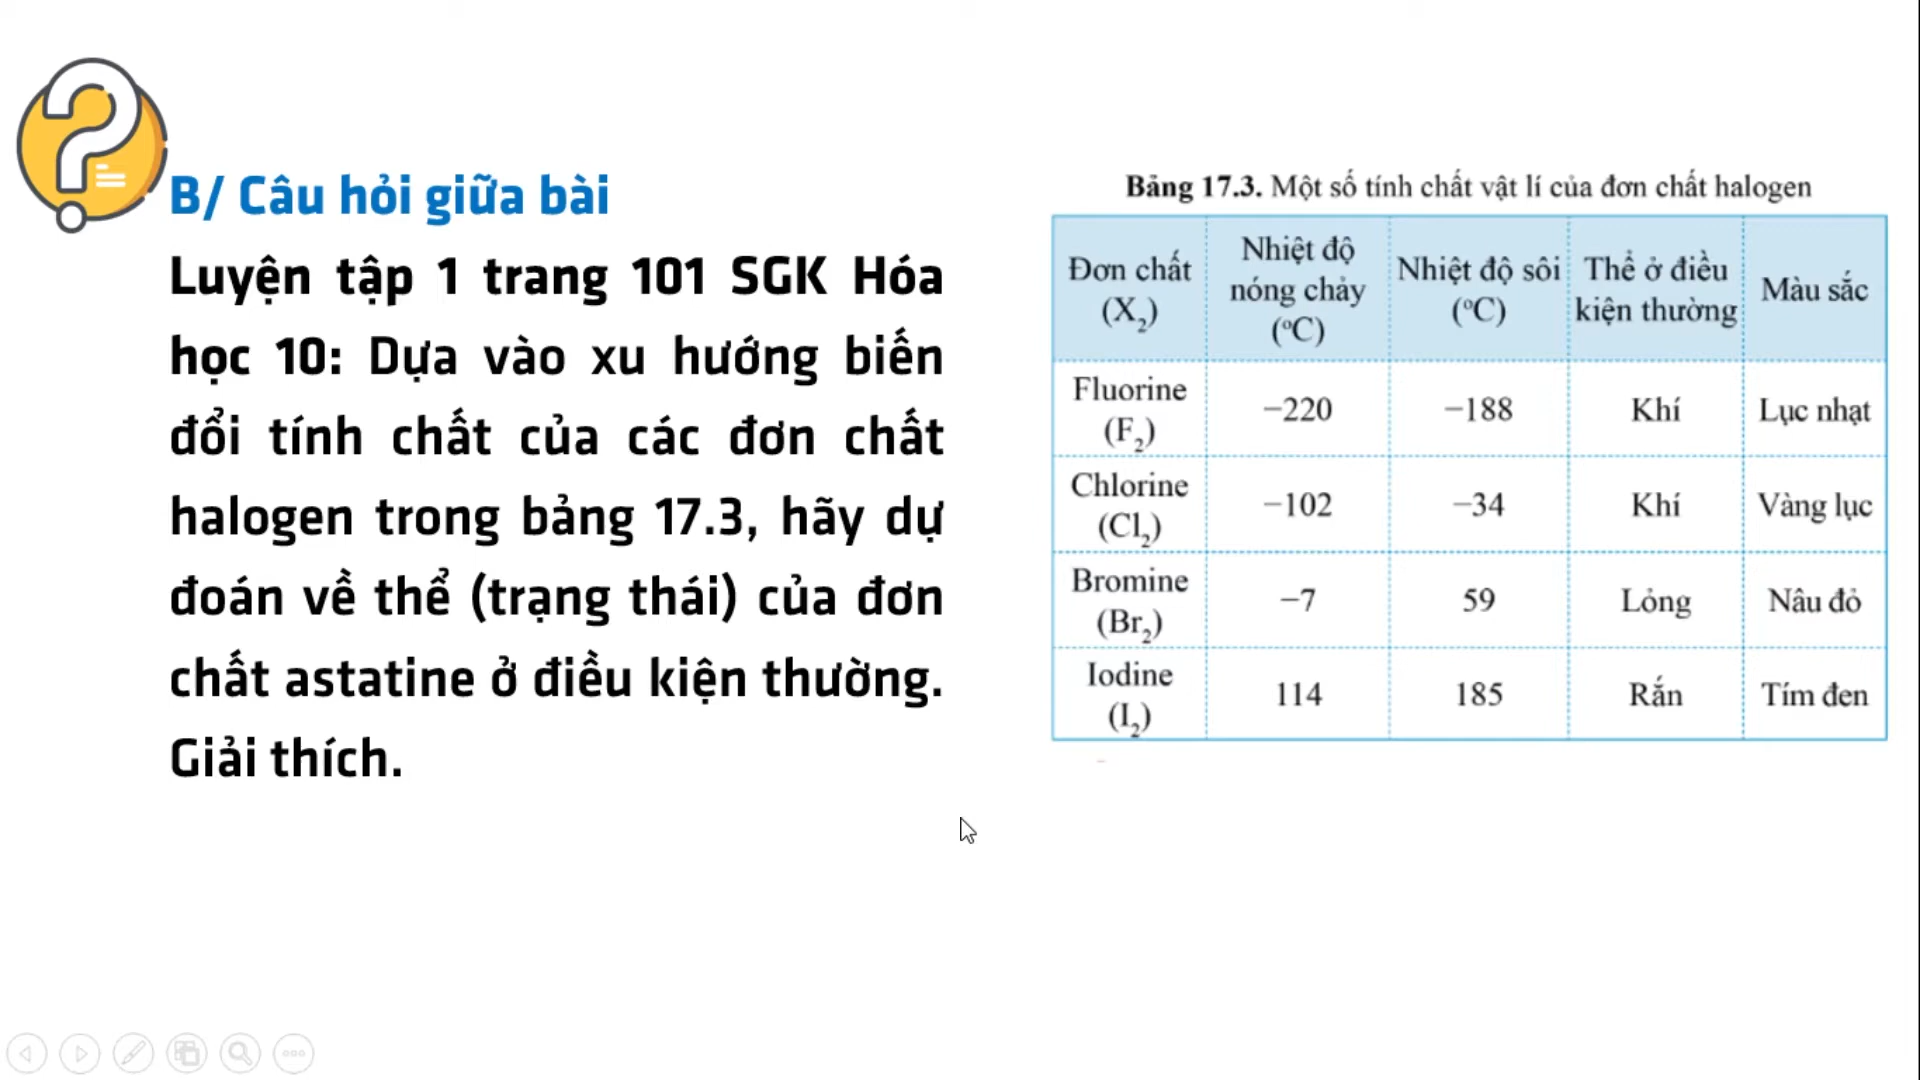 B/ Câu hỏi giữa bài
Luyện tập 1 trang 101 SGK Hóa
học 10: Dựa vào xu hướng biến
đổi tính chất của các đơn chất
halogen trong bảng 17.3, hãy dự
đoán về thể (trạng thái) của đơn
chất astatine ở điều kiện thường.
Giải thích.
Bảng 17.3. Một số tính chất vật lí của đơn chất halogen
Đơn chất
(X₂)
Nhiệt độ
nóng chảy
(°C)
Nhiệt độ sôi
(°C)
Thể ở điều
kiện thường
Màu sắc
Fluorine
(F₂)
−220
−188
Khí
Lục nhạt
Chlorine
(Cl₂)
−102
−34
Khí
Vàng lục
Bromine
(Br₂)
−7
59
Lỏng
Nâu đỏ
Iodine
(I₂)
114
185
Rắn
Tím đen